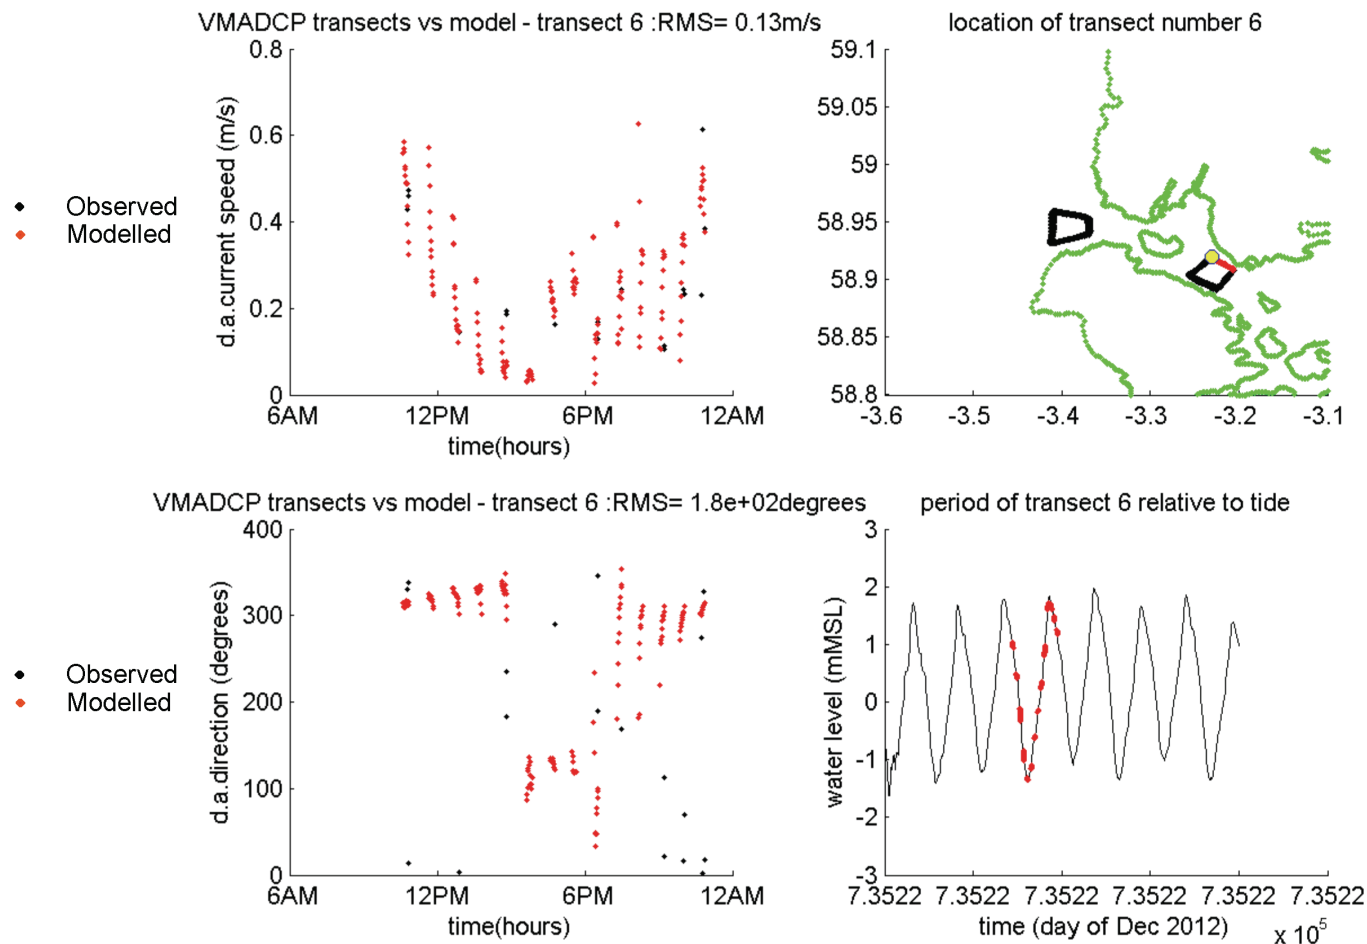 VMADCP transects vs model - transect 6 :RMS= 0.13m/s
0.8
0.6
0.4
0.2
0
d.a.current speed (m/s)
6AM 12PM 6PM 12AM
time(hours)
Observed
Modelled
location of transect number 6
59.1
59.05
59
58.95
58.9
58.85
58.8
-3.6 -3.5 -3.4 -3.3 -3.2 -3.1
VMADCP transects vs model - transect 6 :RMS= 1.8e+02degrees
400
300
200
100
0
d.a.direction (degrees)
6AM 12PM 6PM 12AM
time(hours)
Observed
Modelled
period of transect 6 relative to tide
3
2
1
0
-1
-2
-3
water level (mMSL)
7.3522 7.3522 7.3522 7.3522 7.3522 7.3522
time (day of Dec 2012)
x 10⁵